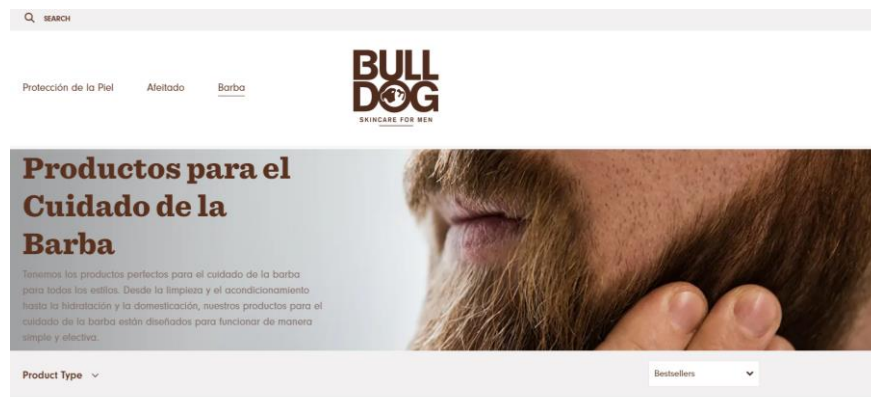 SEARCH
Protección de la Piel Afeitado Barba
BULL
DOG
SKINCARE FOR MEN
Productos para el
Cuidado de la
Barba
Tenemos los productos perfectos para el cuidado de la barba
para todos los estilos. Desde la limpieza y el acondicionamiento
hasta la hidratación y la domesticación, nuestros productos para el
cuidado de la barba están diseñados para funcionar de manera
simple y efectiva.
Product Type
Bestsellers